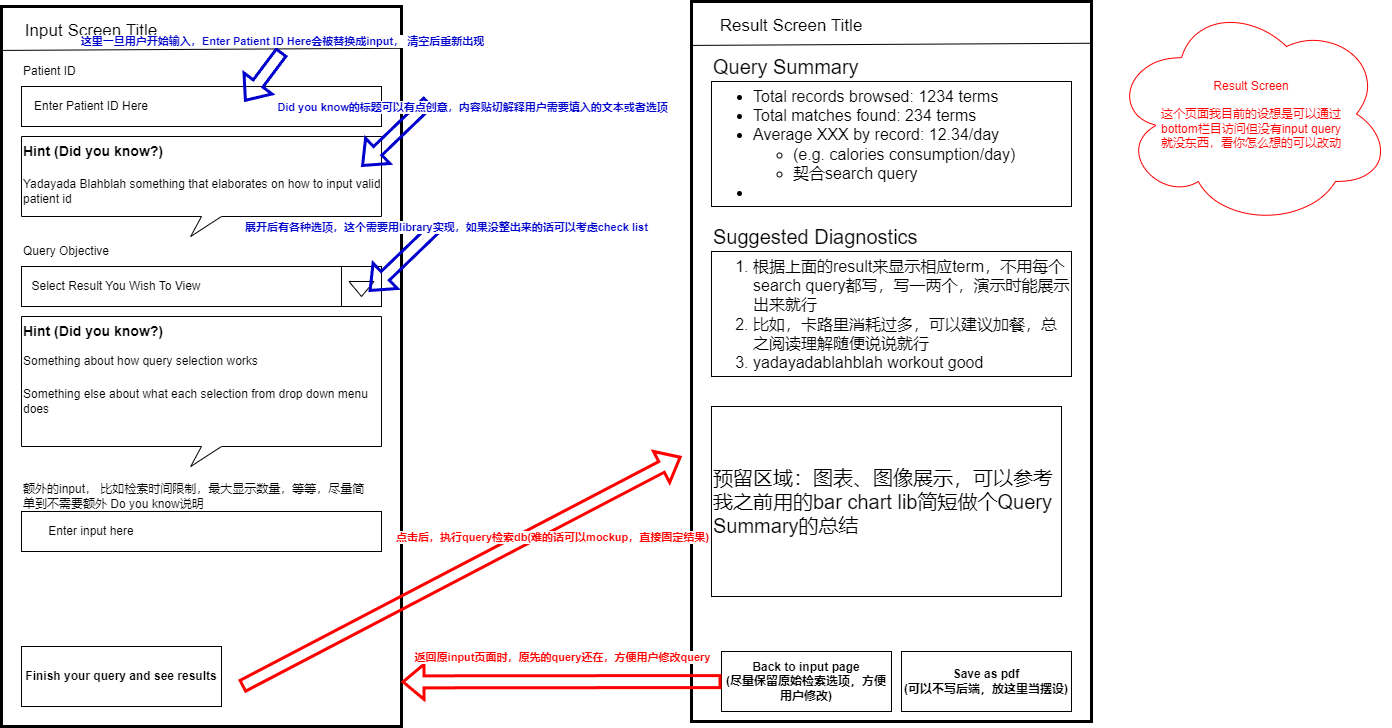 Input Screen Title
这里一旦用户开始输入，Enter Patient ID Here会被替换成input， 清空后重新出现
Patient ID
Enter Patient ID Here
Did you know的标题可以有点创意，内容贴切解释用户需要填入的文本或者选项
Hint (Did you know?)
Yadayada Blahblah something that elaborates on how to input valid
patient id
展开后有各种选项，这个需要用library实现，如果没整出来的话可以考虑check list
Query Objective
Select Result You Wish To View
Hint (Did you know?)
Something about how query selection works
Something else about what each selection from drop down menu
does
额外的input， 比如检索时间限制，最大显示数量，等等，尽量简
单到不需要额外 Do you know说明
Enter input here
点击后，执行query检索db(难的话可以mockup，直接固定结果)
Finish your query and see results
返回原input页面时，原先的query还在，方便用户修改query
Result Screen Title
Query Summary
Total records browsed: 1234 terms
Total matches found: 234 terms
Average XXX by record: 12.34/day
(e.g. calories consumption/day)
契合search query
Suggested Diagnostics
1. 根据上面的result来显示相应term，不用每个
search query都写，写一两个，演示时能展示
出来就行
2. 比如，卡路里消耗过多，可以建议加餐，总
之阅读理解随便说说就行
3. yadayadablahblah workout good
预留区域：图表、图像展示，可以参考
我之前用的bar chart lib简短做个Query
Summary的总结
Back to input page
(尽量保留原始检索选项，方便
用户修改)
Save as pdf
(可以不写后端，放这里当摆设)
Result Screen
这个页面我目前的设想是可以通过
bottom栏目访问但没有input query
就没东西，看你怎么想的可以改动